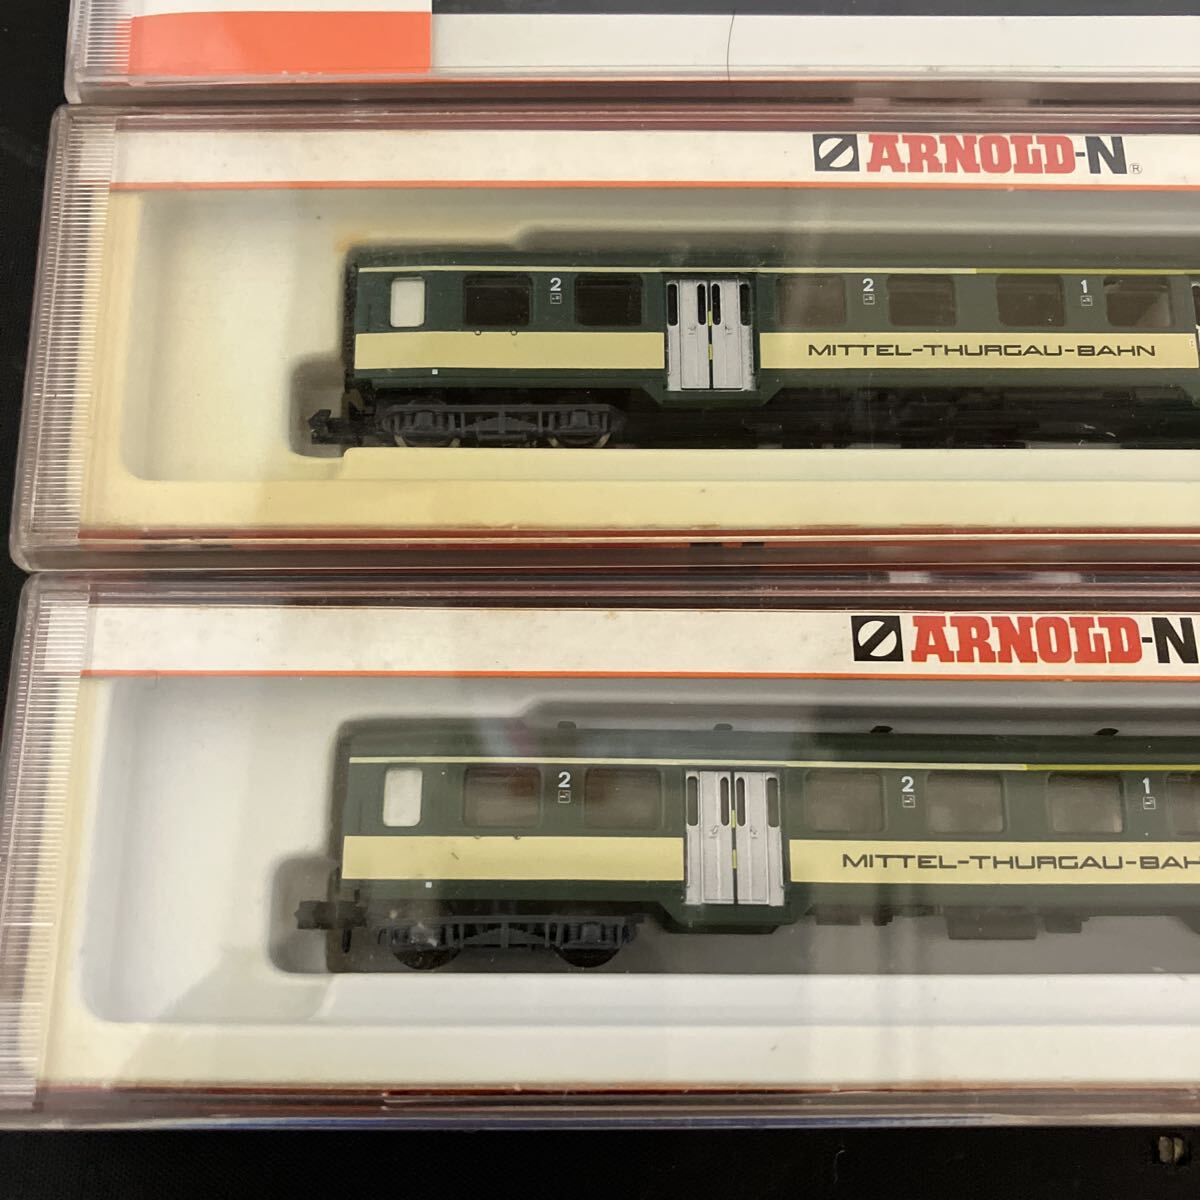 ARNOLD-N®
2 2 1
MITTEL-THURGAU-BAHN
ARNOLD-N
2 2 1
MITTEL-THURGAU-BAH